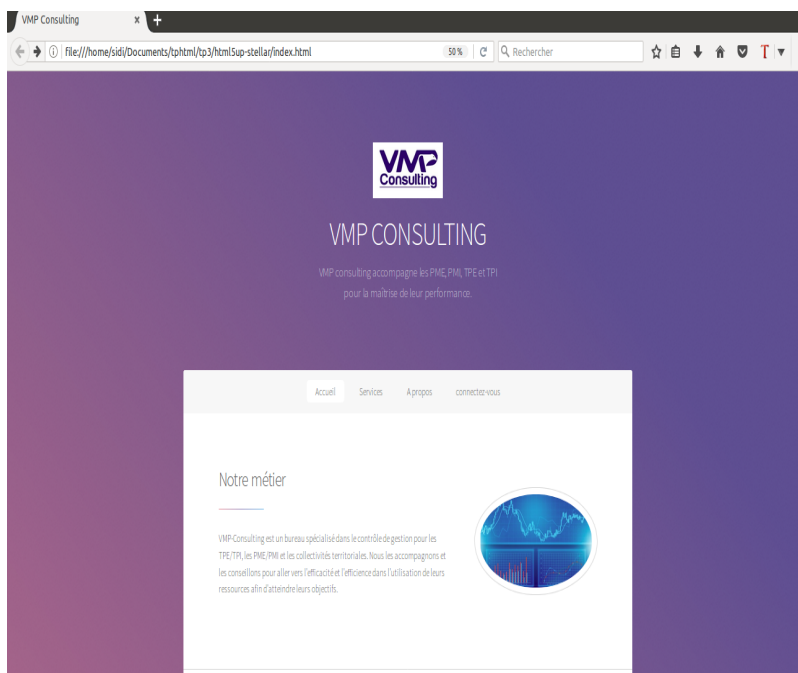 VMP Consulting
file:///home/sidi/Documents/tphtml/tp3/html5up-stellar/index.html
50%
Rechercher
VMP
Consulting
VMP CONSULTING
VMP consulting accompagne les PME, PMI, TPE et TPI
pour la maîtrise de leur performance.
Accueil
Services
A propos
connectez-vous
Notre métier
VMP-Consulting est un bureau spécialisé dans le contrôle de gestion pour les
TPE/TPI, les PME/PMI et les collectivités territoriales. Nous les accompagnons et
les conseillons pour aller vers l'efficacité et l'efficience dans l'utilisation de leurs
ressources afin d'atteindre leurs objectifs.